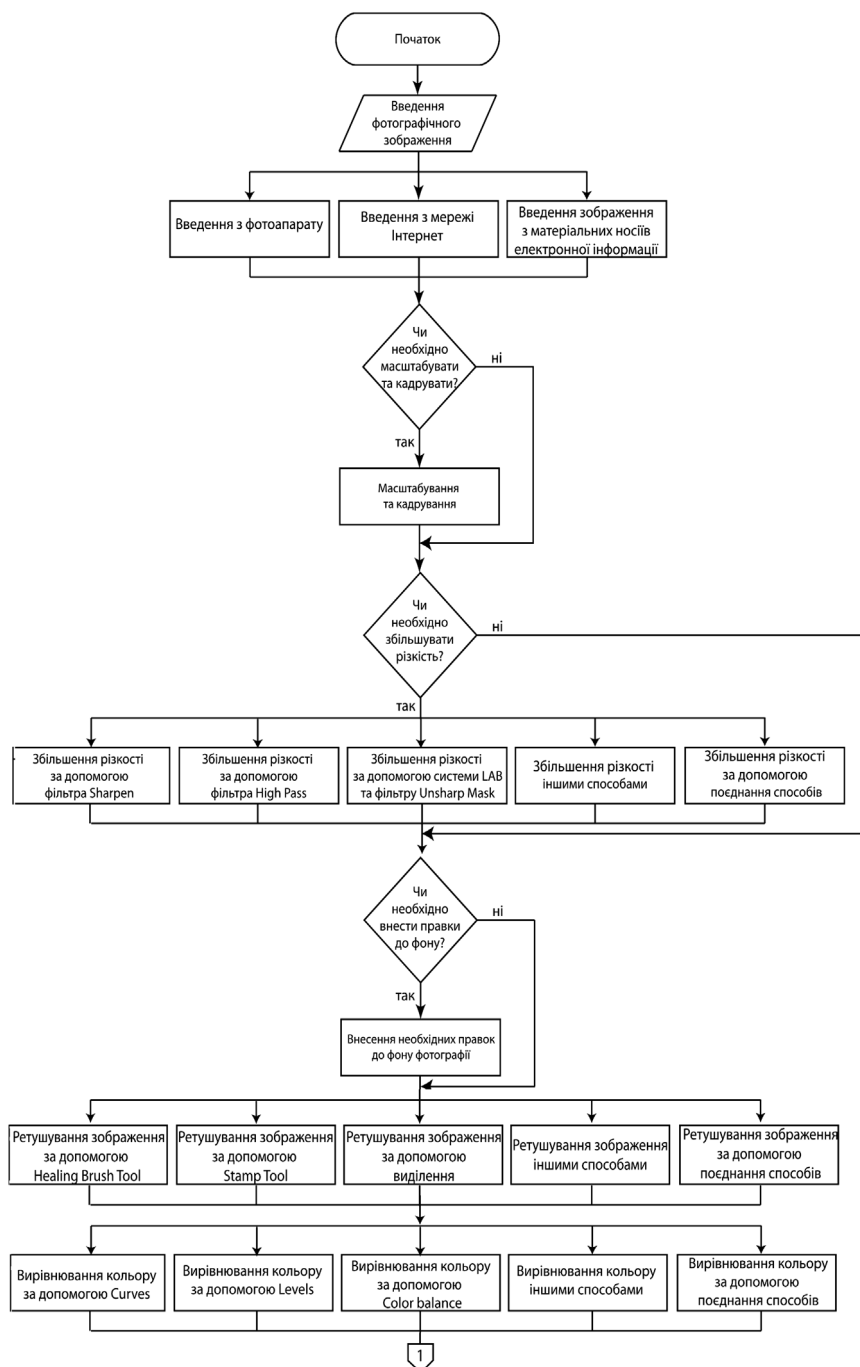 Початок
Введення
фотографічного
зображення
Введення з фотоапарату
Введення з мережі
Інтернет
Введення зображення
з матеріальних носіїв
електронної інформації
Чи
необхідно
масштабувати
та кадрувати?
ні
так
Масштабування
та кадрування
Чи
необхідно
збільшувати
різкість?
ні
так
Збільшення різкості
за допомогою
фільтра Sharpen
Збільшення різкості
за допомогою
фільтра High Pass
Збільшення різкості
за допомогою системи LAB
та фільтру Unsharp Mask
Збільшення різкості
іншими способами
Збільшення різкості
за допомогою
поєднання способів
Чи
необхідно
внести правки
до фону?
ні
так
Внесення необхідних правок
до фону фотографії
Ретушування зображення
за допомогою
Healing Brush Tool
Ретушування зображення
за допомогою
Stamp Tool
Ретушування зображення
за допомогою
виділення
Ретушування зображення
іншими способами
Ретушування зображення
за допомогою
поєднання способів
Вирівнювання кольору
за допомогою Curves
Вирівнювання кольору
за допомогою Levels
Вирівнювання кольору
за допомогою
Color balance
Вирівнювання кольору
іншими способами
Вирівнювання кольору
за допомогою
поєднання способів
1